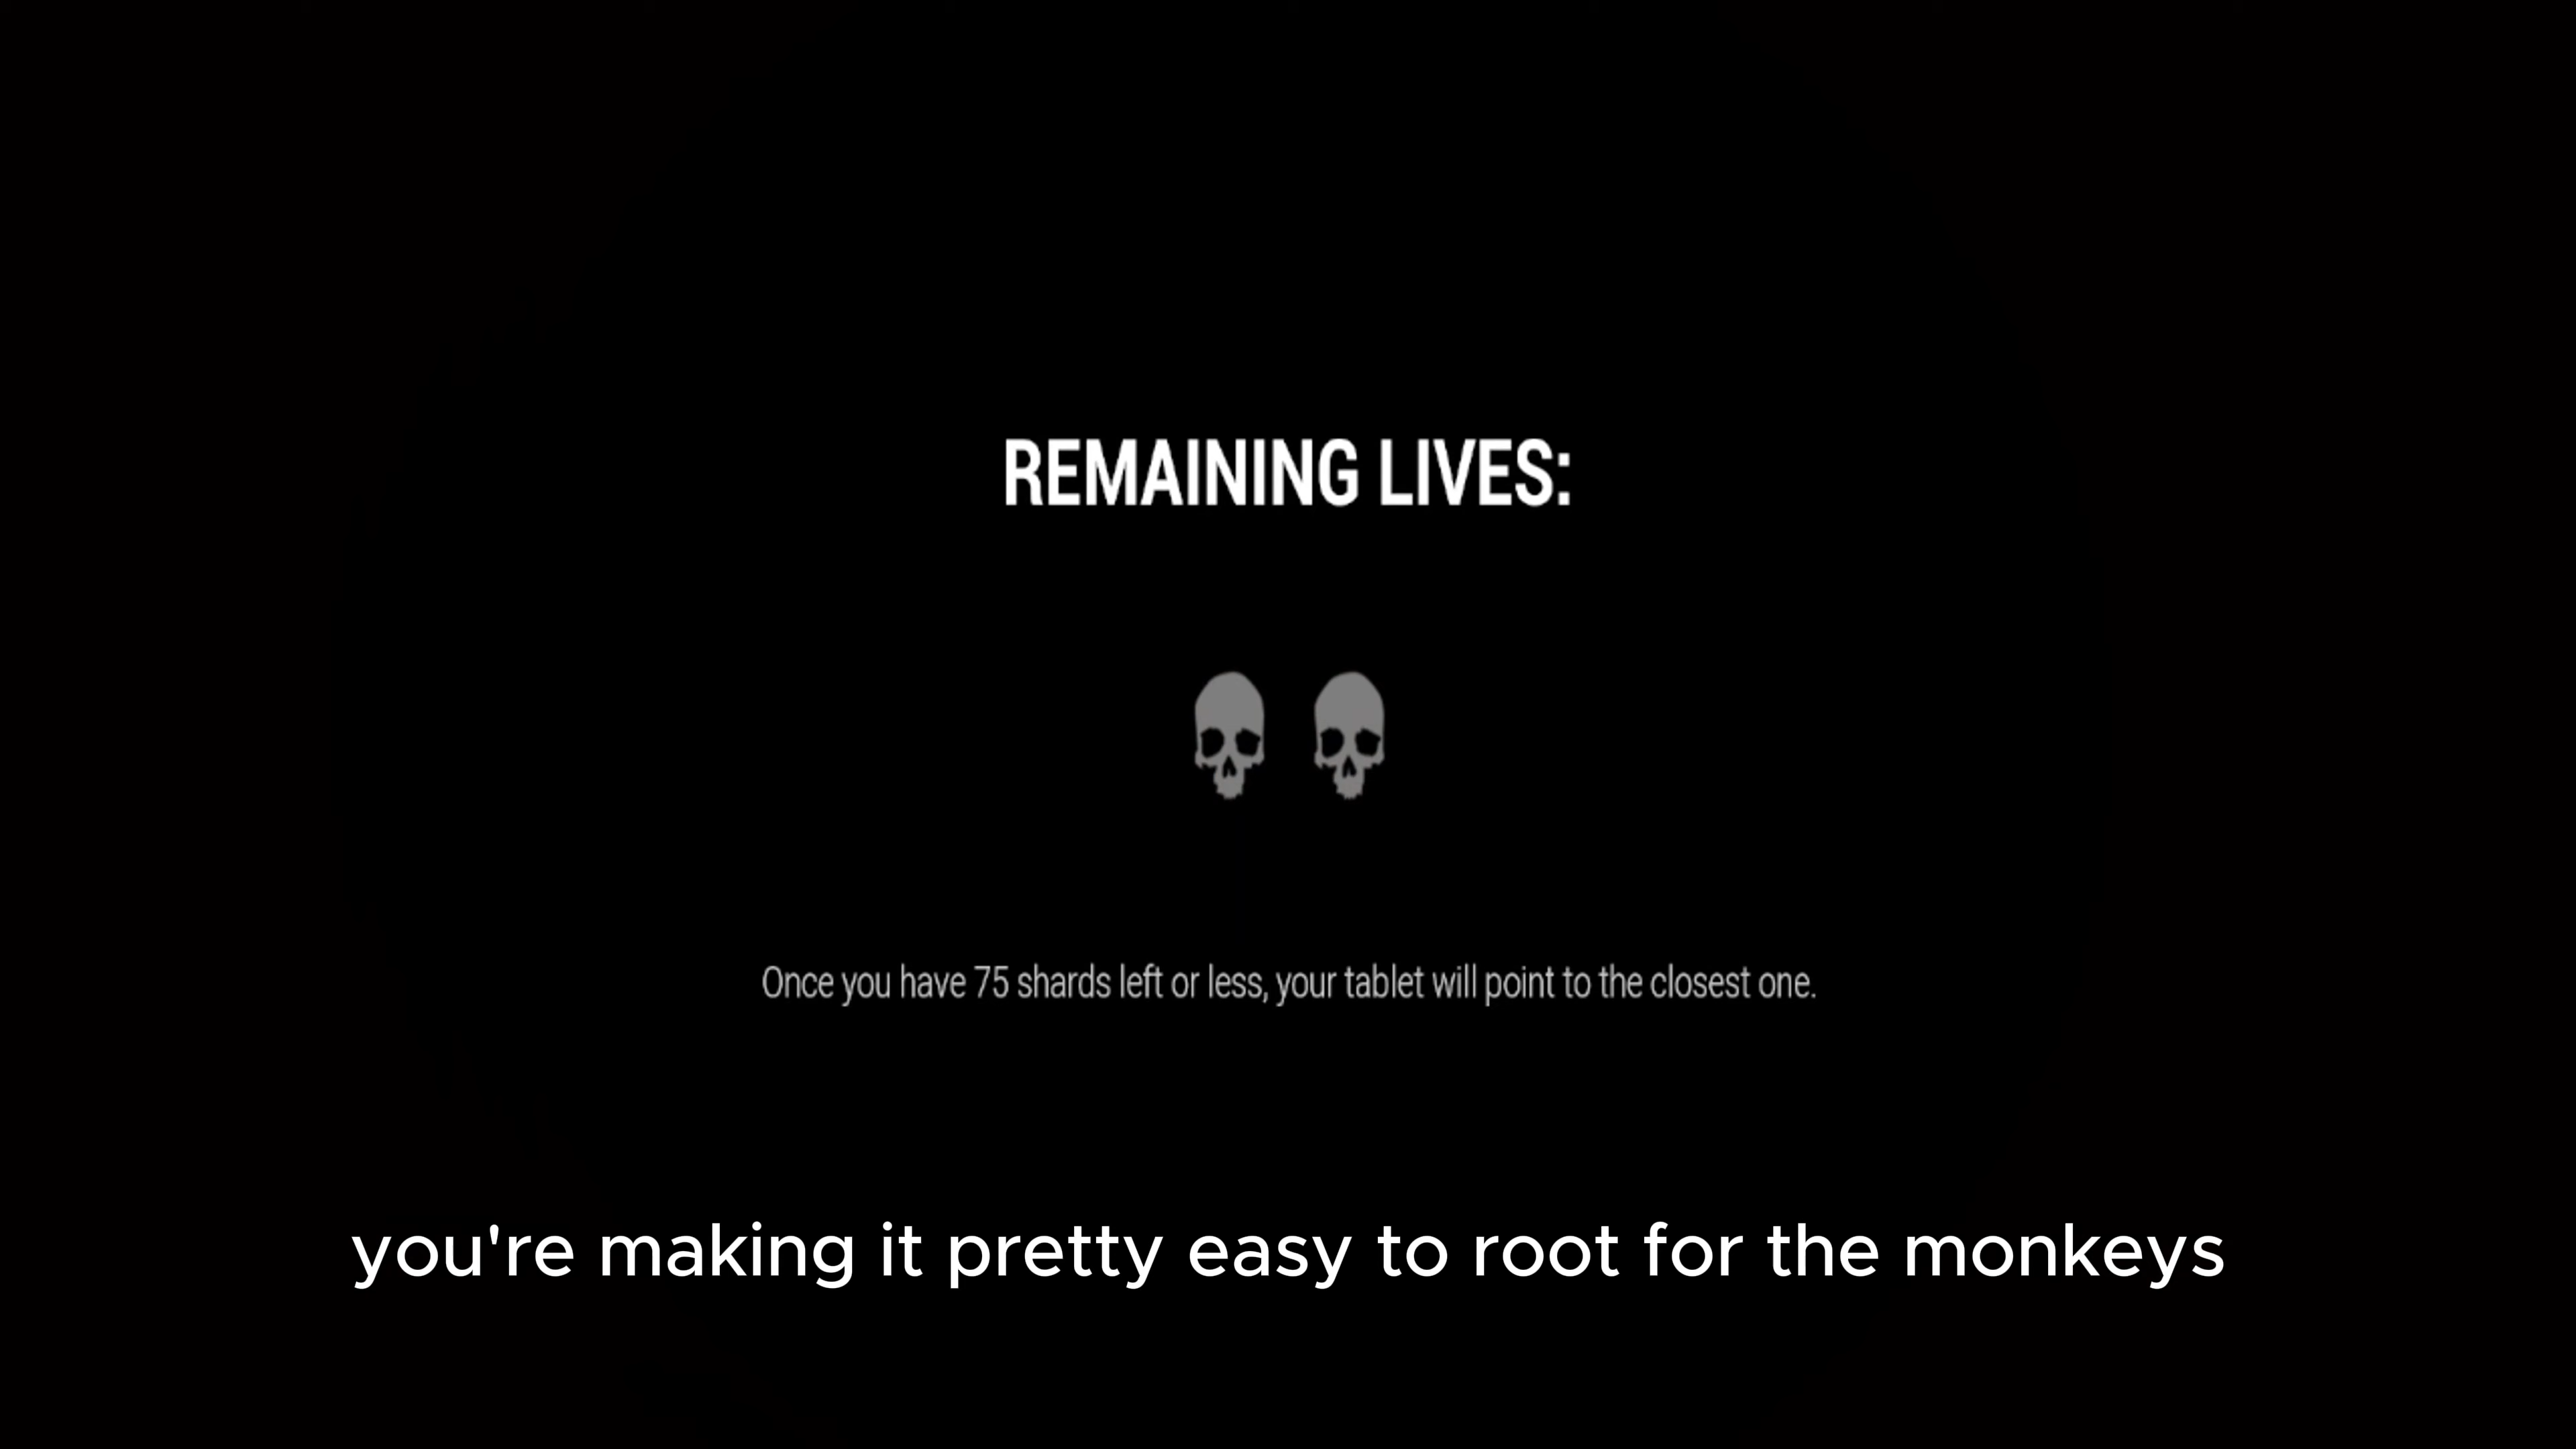 REMAINING LIVES:
Once you have 75 shards left or less, your tablet will point to the closest one.
you're making it pretty easy to root for the monkeys